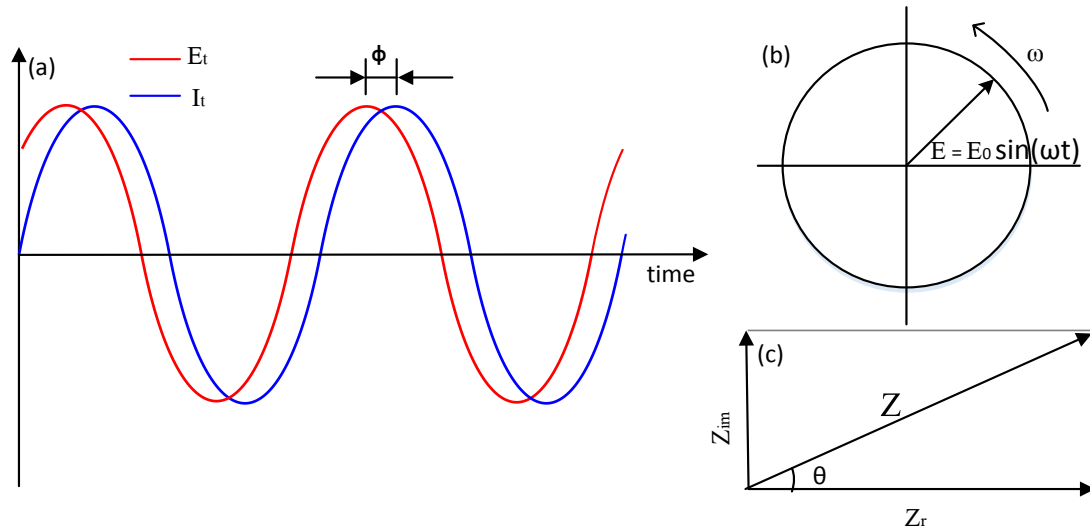 (a)
Et
It
ϕ
time
(b)
ω
E = E0 sin(ωt)
(c)
Zim
Z
θ
Zr